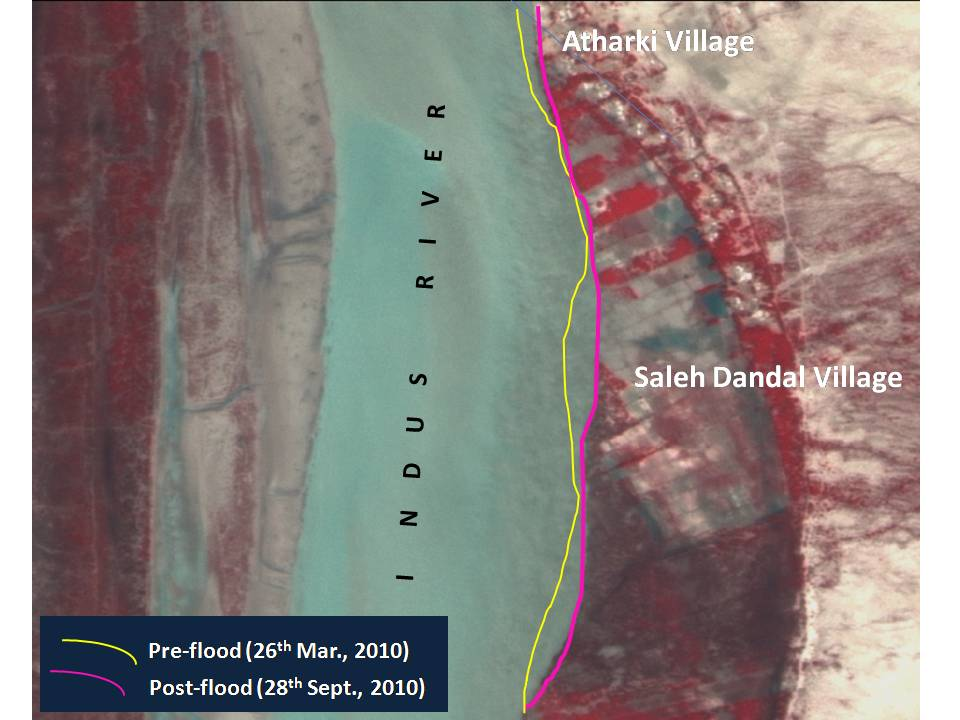 Atharki Village
INDUS RIVER
Saleh Dandal Village
Pre-flood (26th Mar., 2010)
Post-flood (28th Sept., 2010)